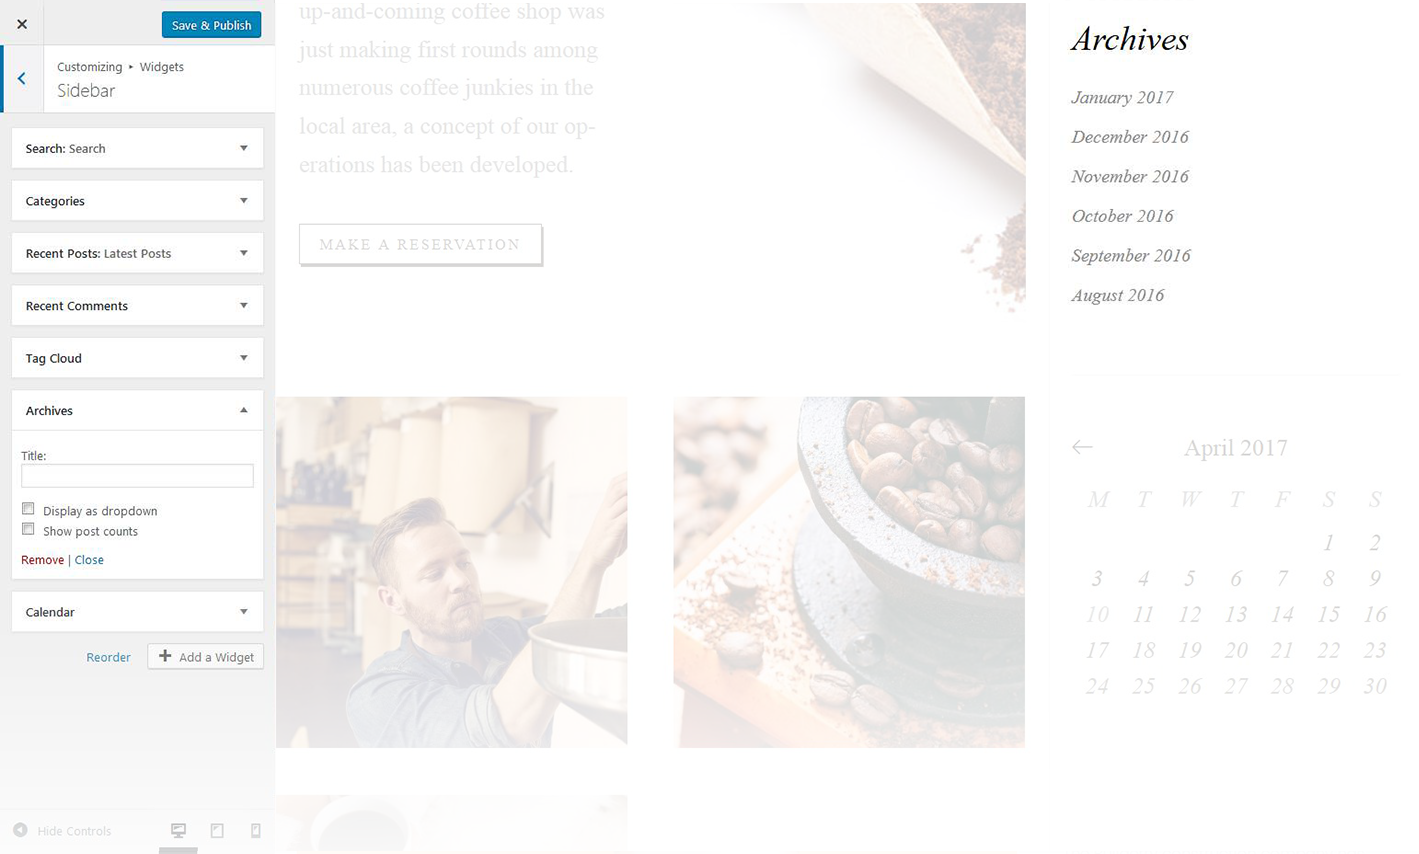 Save & Publish
Customizing ▸ Widgets
Sidebar
Search: Search
Categories
Recent Posts: Latest Posts
Recent Comments
Tag Cloud
Archives
Title:
Display as dropdown
Show post counts
Remove | Close
Calendar
Reorder
Add a Widget
Hide Controls
up-and-coming coffee shop was
just making first rounds among
numerous coffee junkies in the
local area, a concept of our op-
erations has been developed.
MAKE A RESERVATION
Archives
January 2017
December 2016
November 2016
October 2016
September 2016
August 2016
April 2017
M T W T F S S
1 2
3 4 5 6 7 8 9
10 11 12 13 14 15 16
17 18 19 20 21 22 23
24 25 26 27 28 29 30